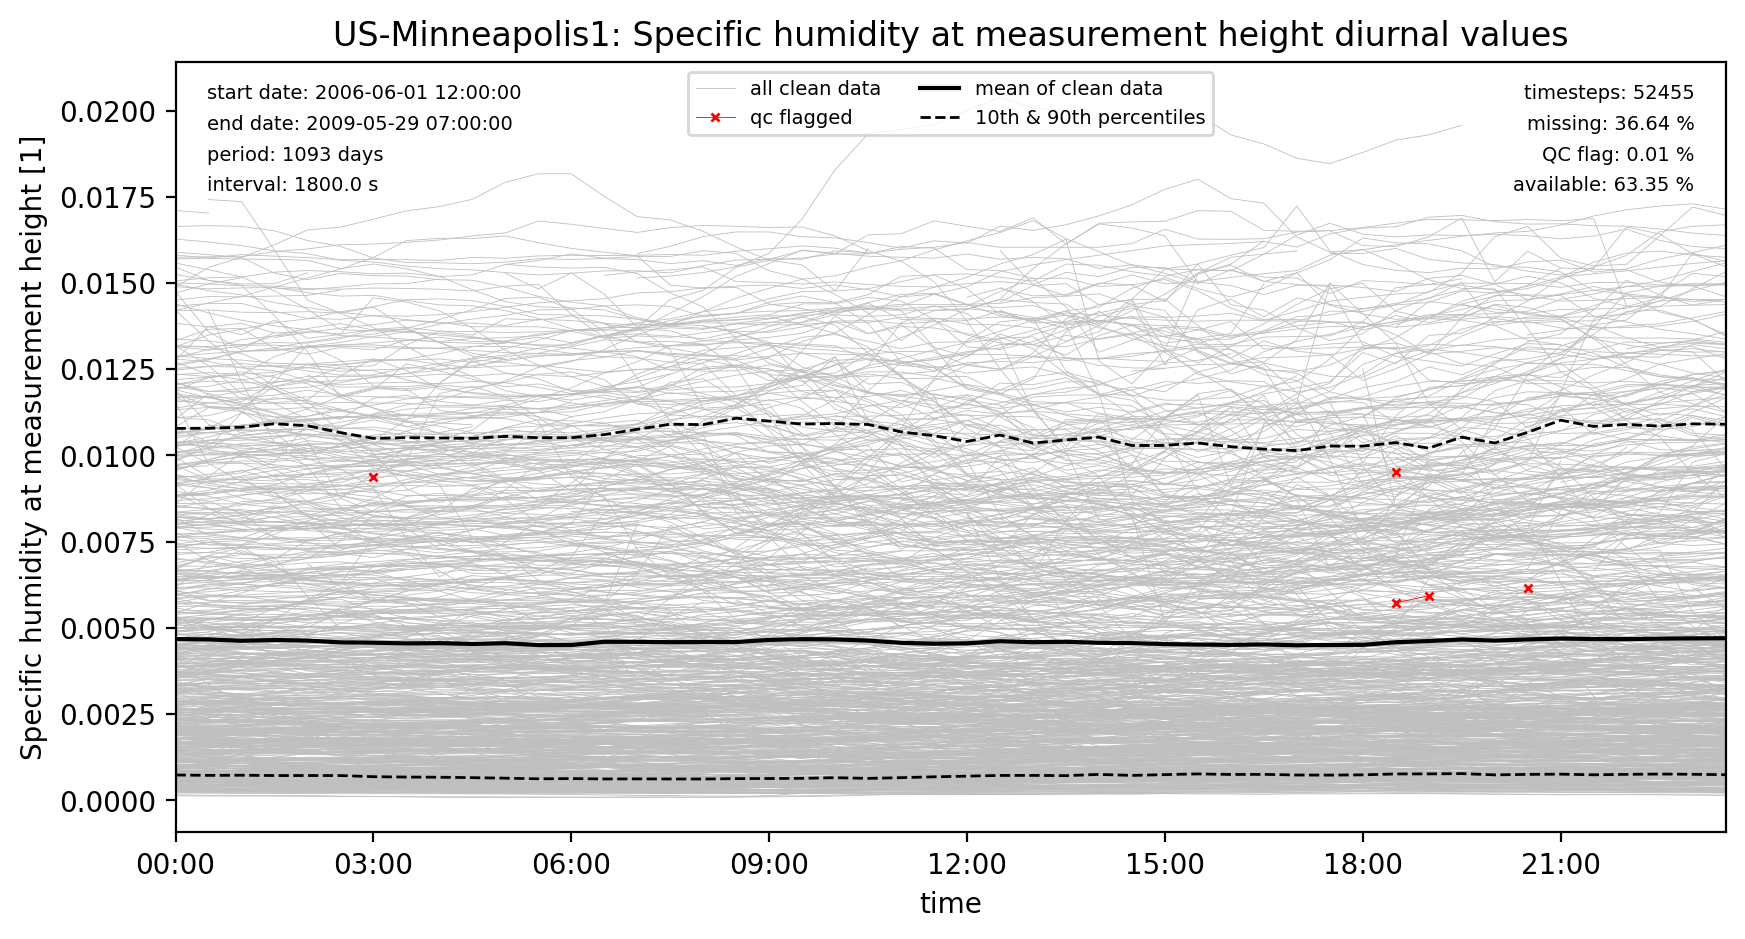 US-Minneapolis1: Specific humidity at measurement height diurnal values
start date: 2006-06-01 12:00:00
end date: 2009-05-29 07:00:00
period: 1093 days
interval: 1800.0 s
all clean data
qc flagged
mean of clean data
10th & 90th percentiles
timesteps: 52455
missing: 36.64 %
QC flag: 0.01 %
available: 63.35 %
Specific humidity at measurement height [1]
0.0200
0.0175
0.0150
0.0125
0.0100
0.0075
0.0050
0.0025
0.0000
00:00 03:00 06:00 09:00 12:00 15:00 18:00 21:00
time